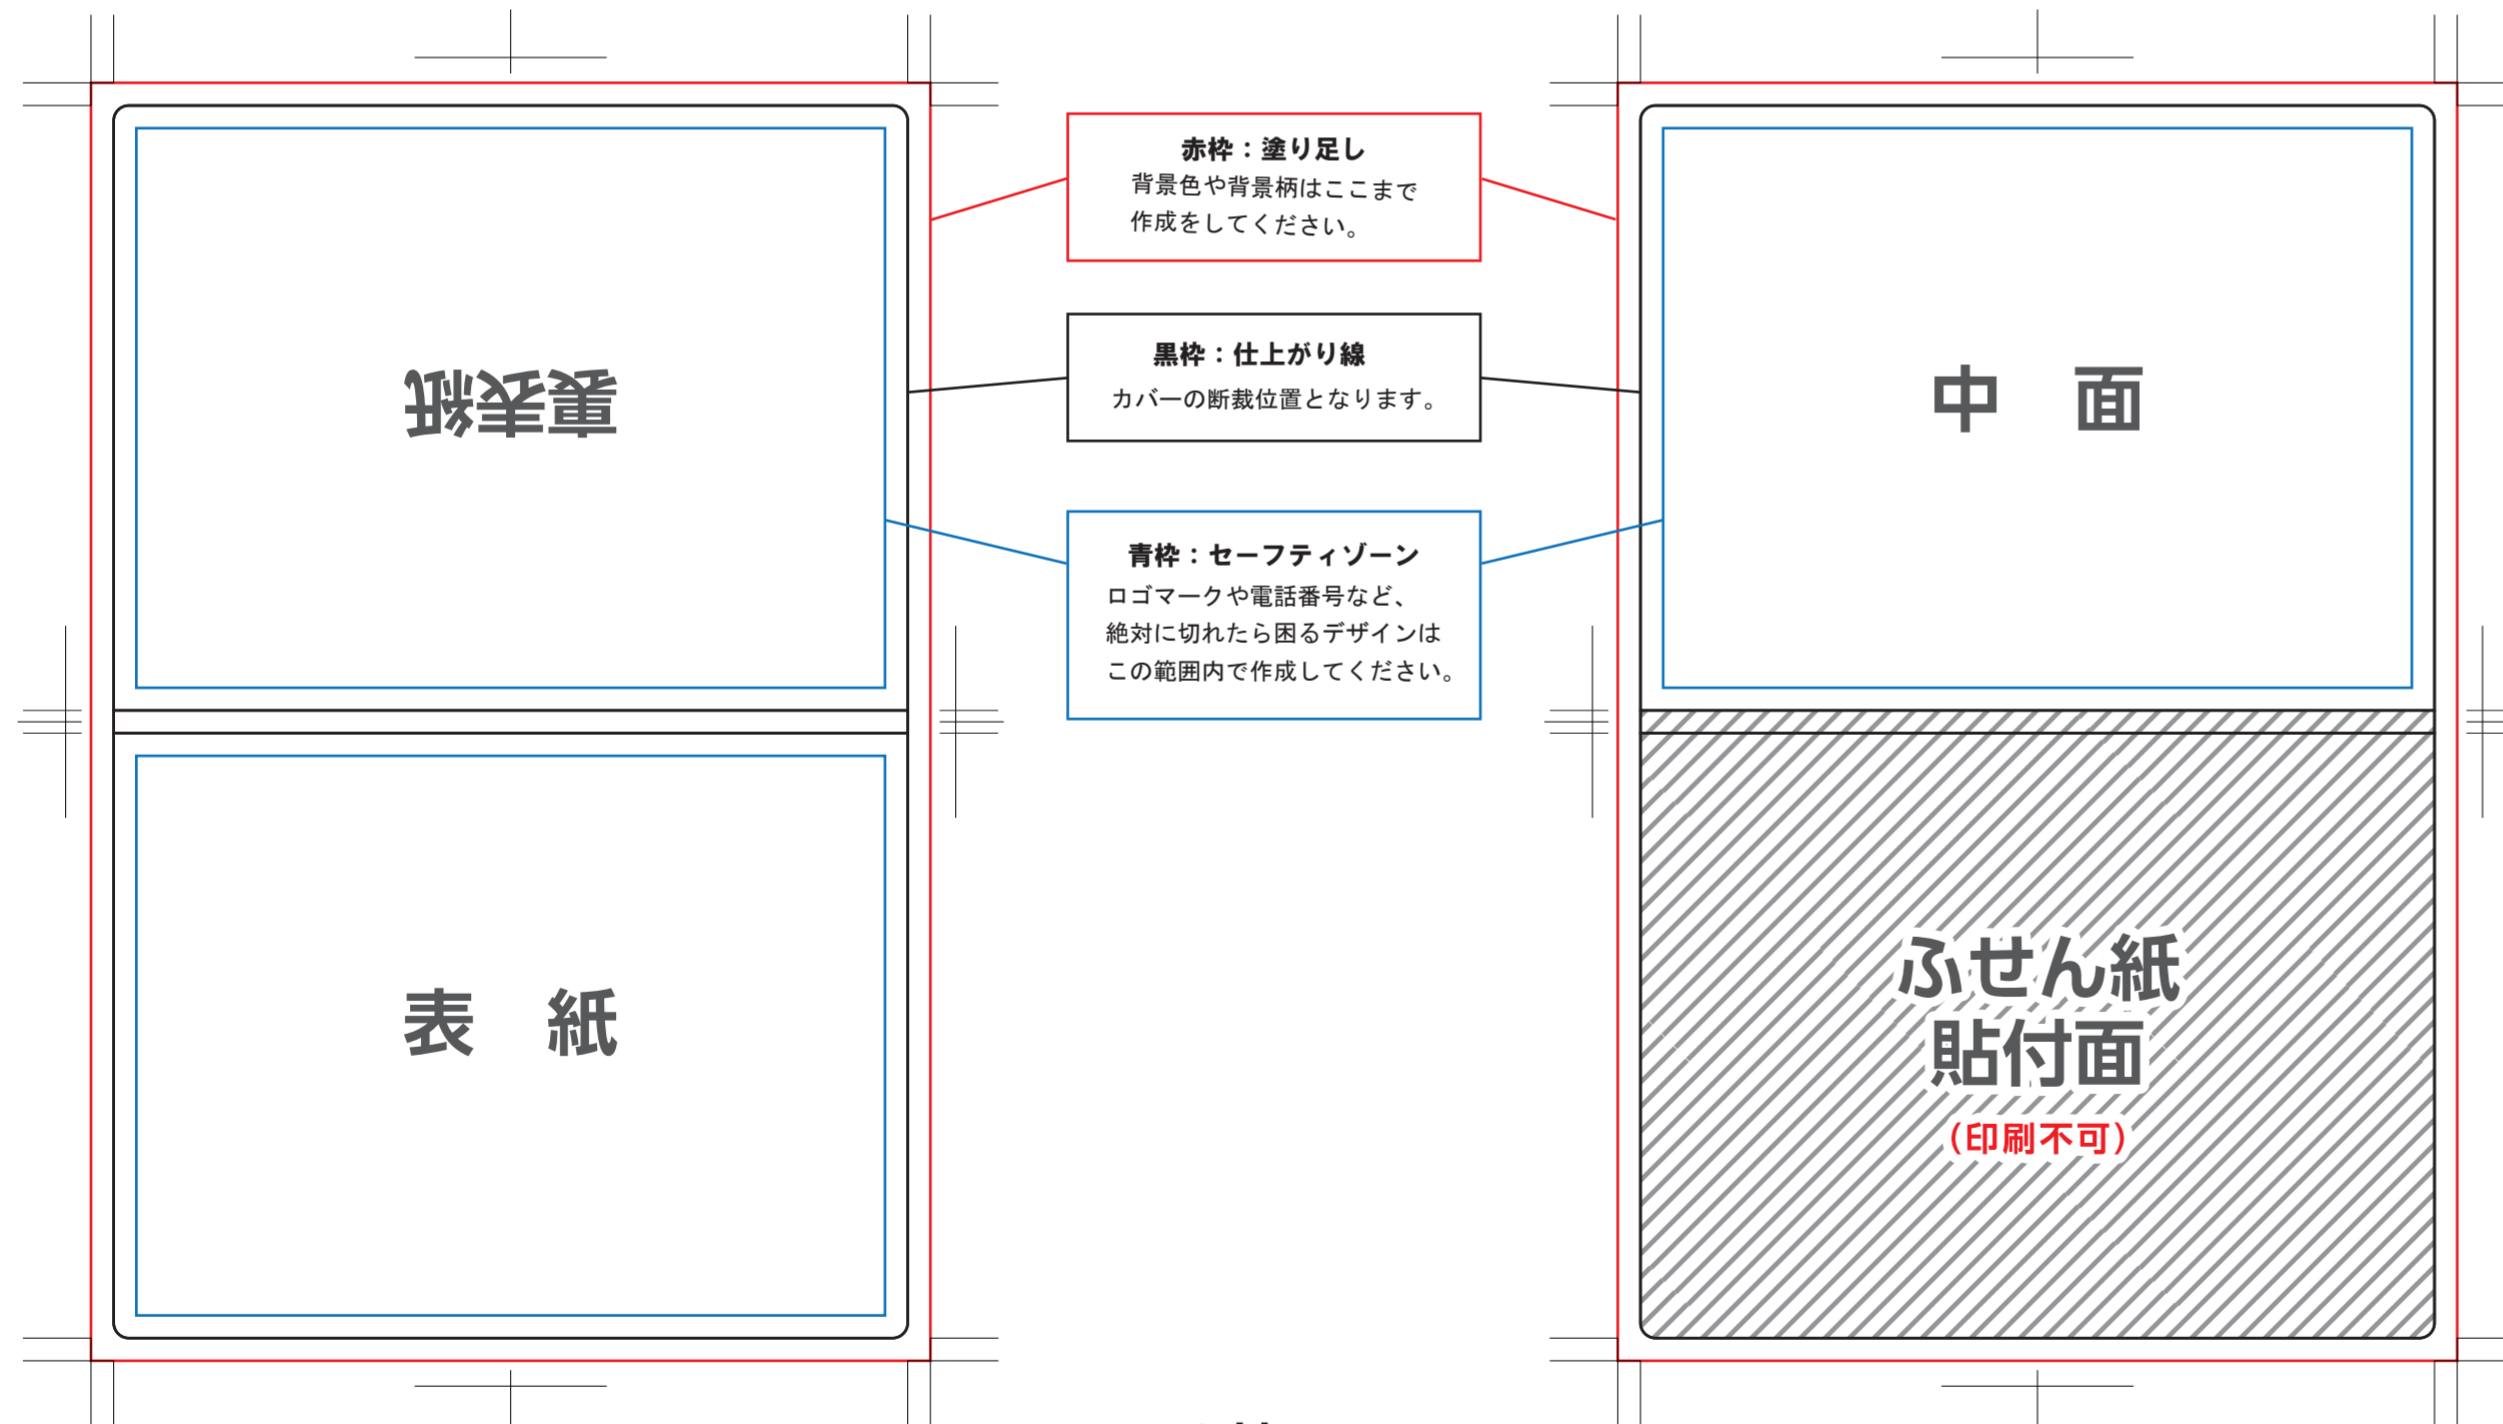 裏表紙
表 紙
赤枠：塗り足し
背景色や背景柄はここまで
作成をしてください。
黒枠：仕上がり線
カバーの断裁位置となります。
青枠：セーフティゾーン
ロゴマークや電話番号など、
絶対に切れたら困るデザインは
この範囲内で作成してください。
中 面
ふせん紙
貼付面
（印刷不可）